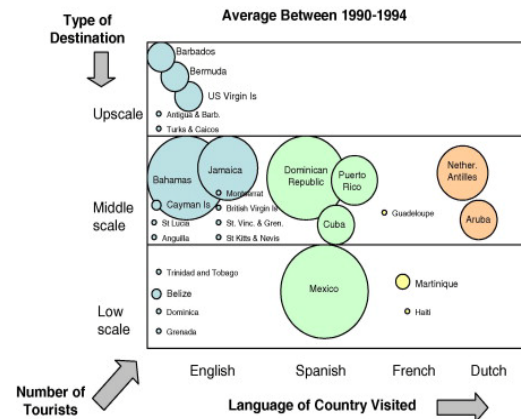 Type of
Destination
Average Between 1990-1994
Barbados
Bermuda
US Virgin Is
Upscale
Antigua & Barb.
Turks & Caicos
Bahamas
Jamaica
Dominican
Republic
Puerto
Rico
Nether.
Antilles
Montserrat
Cayman Is
British Virgin Is
Guadeloupe
Middle
scale
St Lucia
St. Vinc. & Gren.
Cuba
Aruba
Anguilla
St Kitts & Nevis
Trinidad and Tobago
Mexico
Martinique
Belize
Low
scale
Dominica
Haiti
Grenada
English
Spanish
French
Dutch
Number of
Tourists
Language of Country Visited